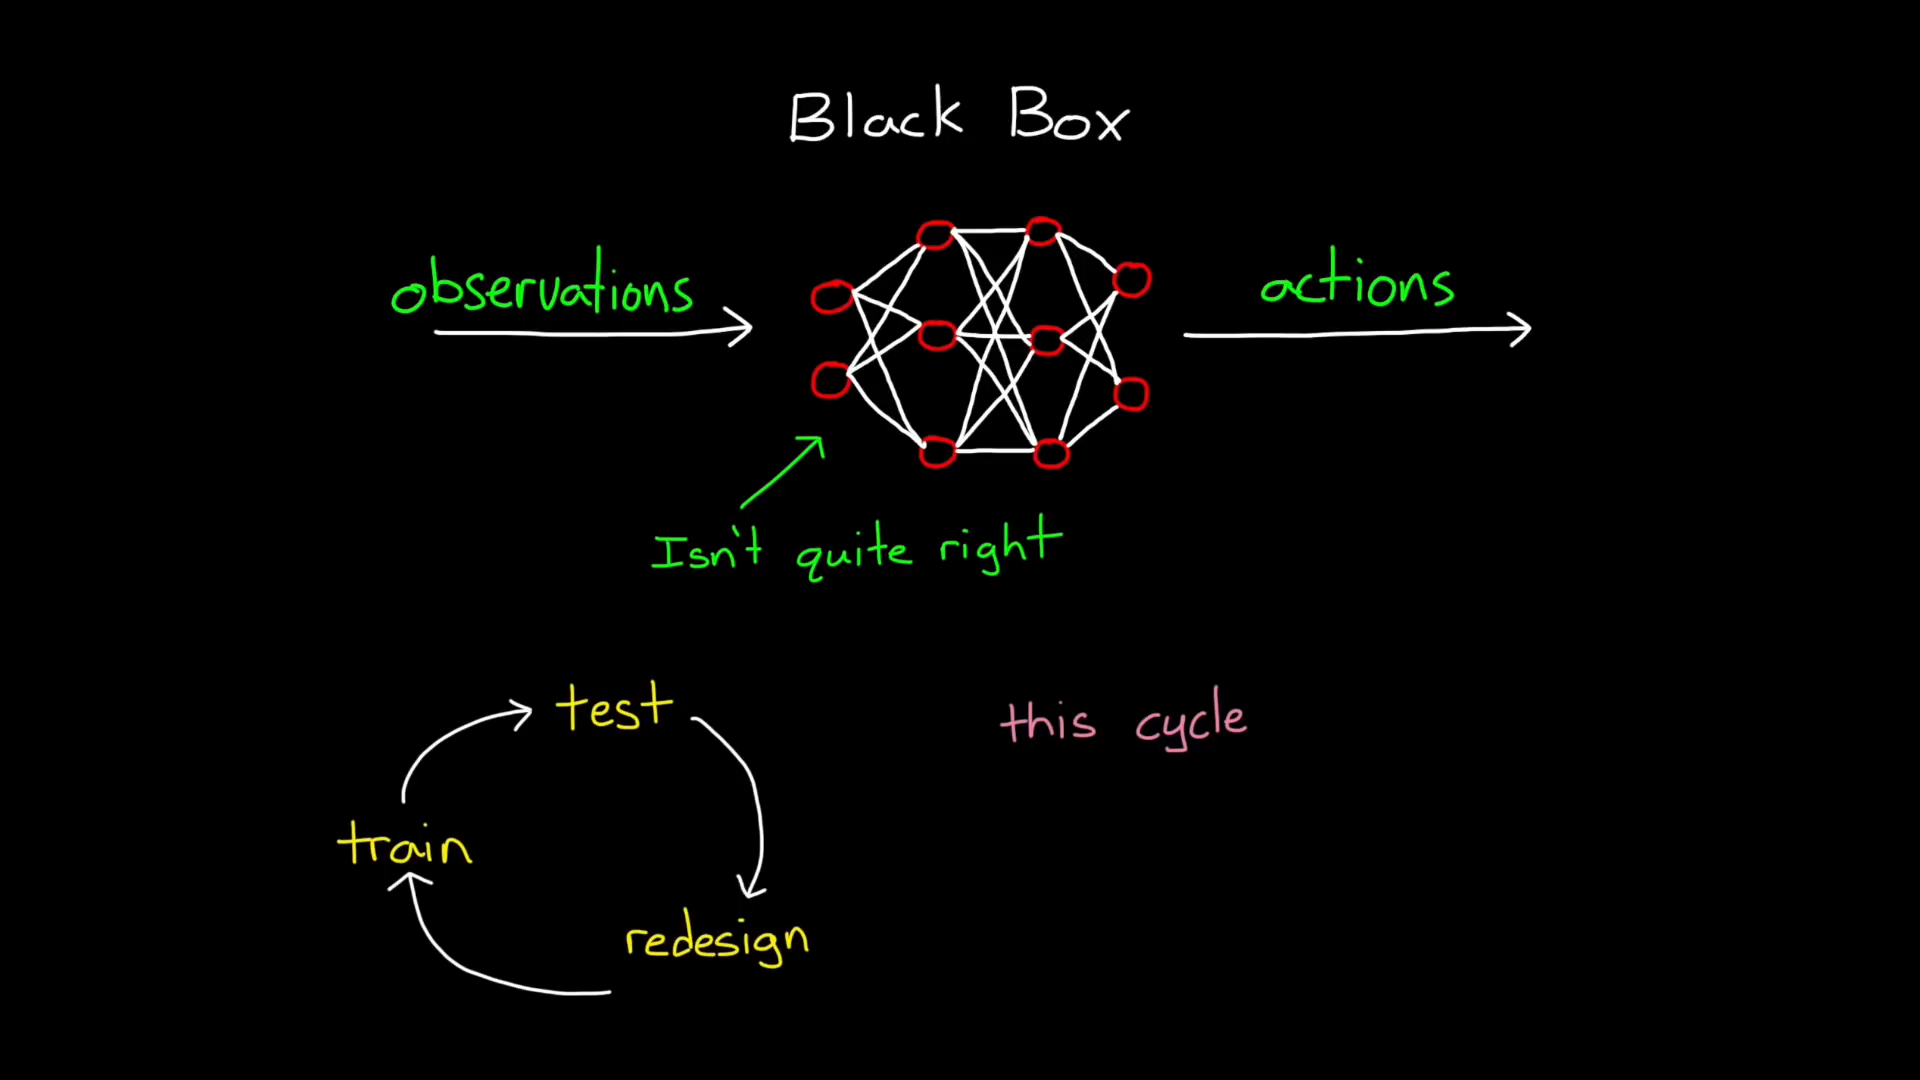 Black Box
observations
actions
Isn't quite right
test
this cycle
train
redesign